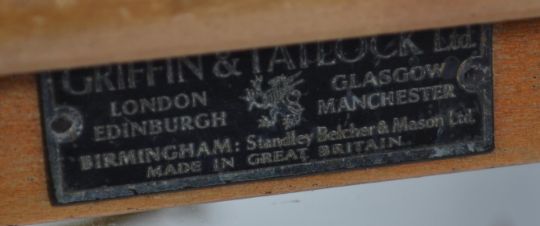 GRIFFIN & TATLOCK Ltd.
LONDON GLASGOW
EDINBURGH MANCHESTER
BIRMINGHAM: Standley Belcher & Mason Ltd.
MADE IN GREAT BRITAIN